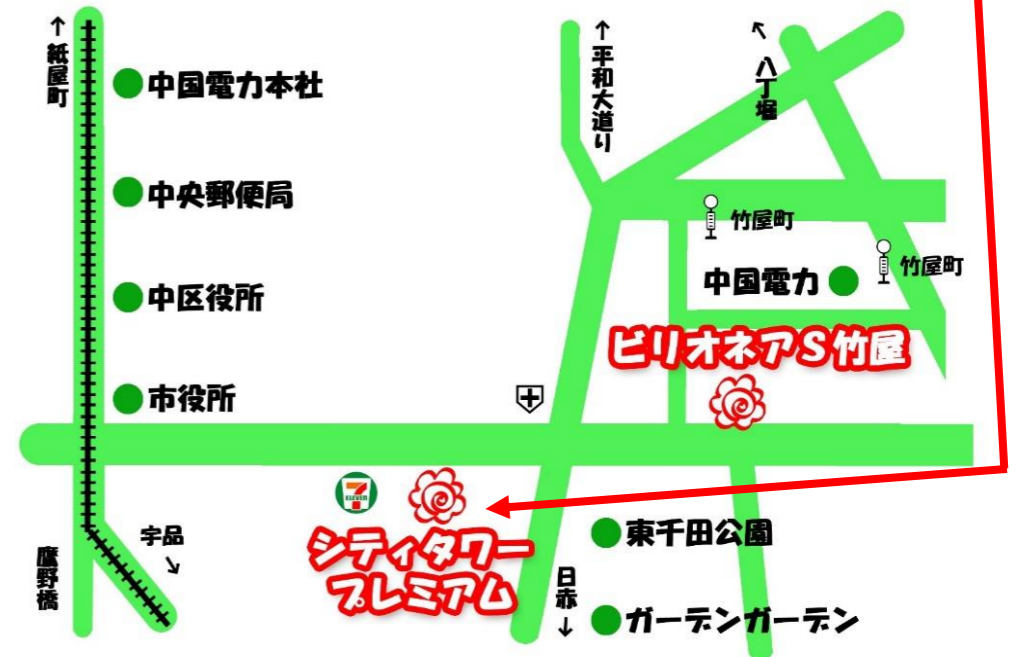 ↑紙屋町
中国電力本社
中央郵便局
中区役所
市役所
鷹野橋
宇品↓
↑平和大道り
↑八丁堀
竹屋町
竹屋町
中国電力
ビリオネアS竹屋
7
ELEVEN
シティタワー
プレミアム
日赤↓
東千田公園
ガーデンガーデン